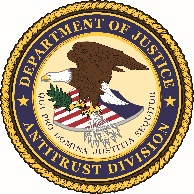 DEPARTMENT OF JUSTICE
QUI PRO DOMINA JUSTITIA SEQUITUR
ANTITRUST DIVISION